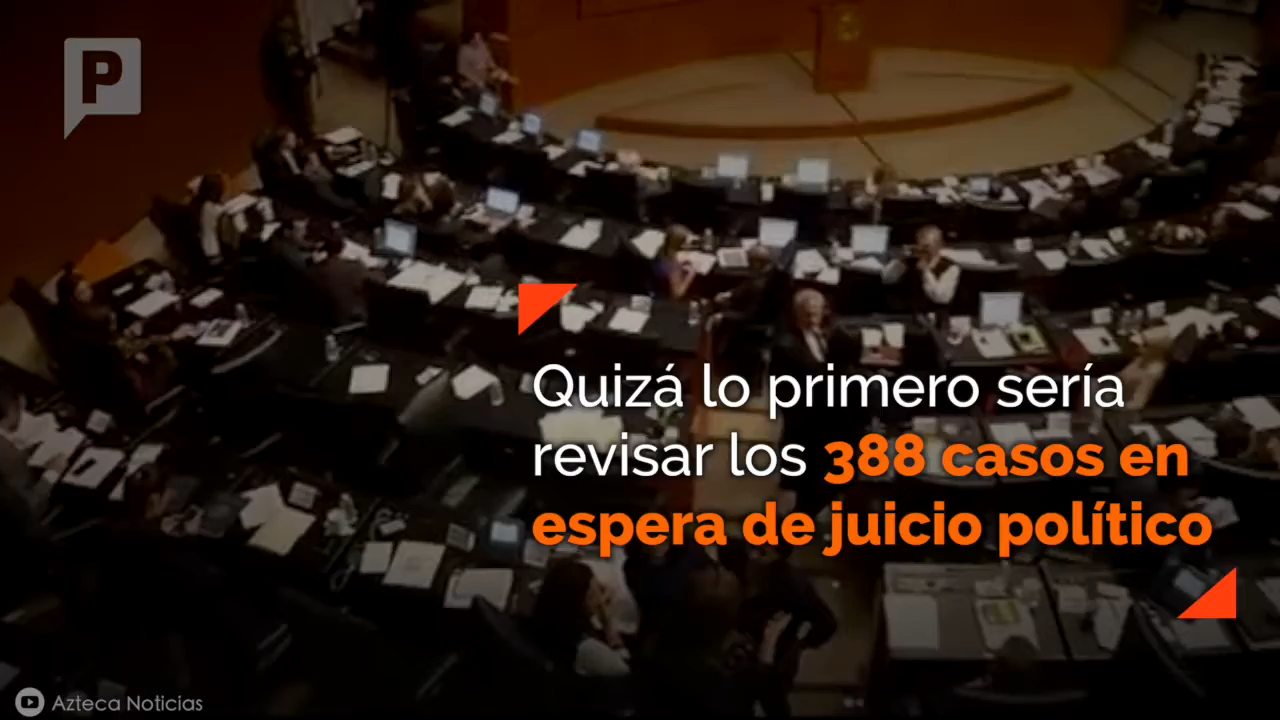 P
Quizá lo primero sería
revisar los 388 casos en
espera de juicio político
Azteca Noticias